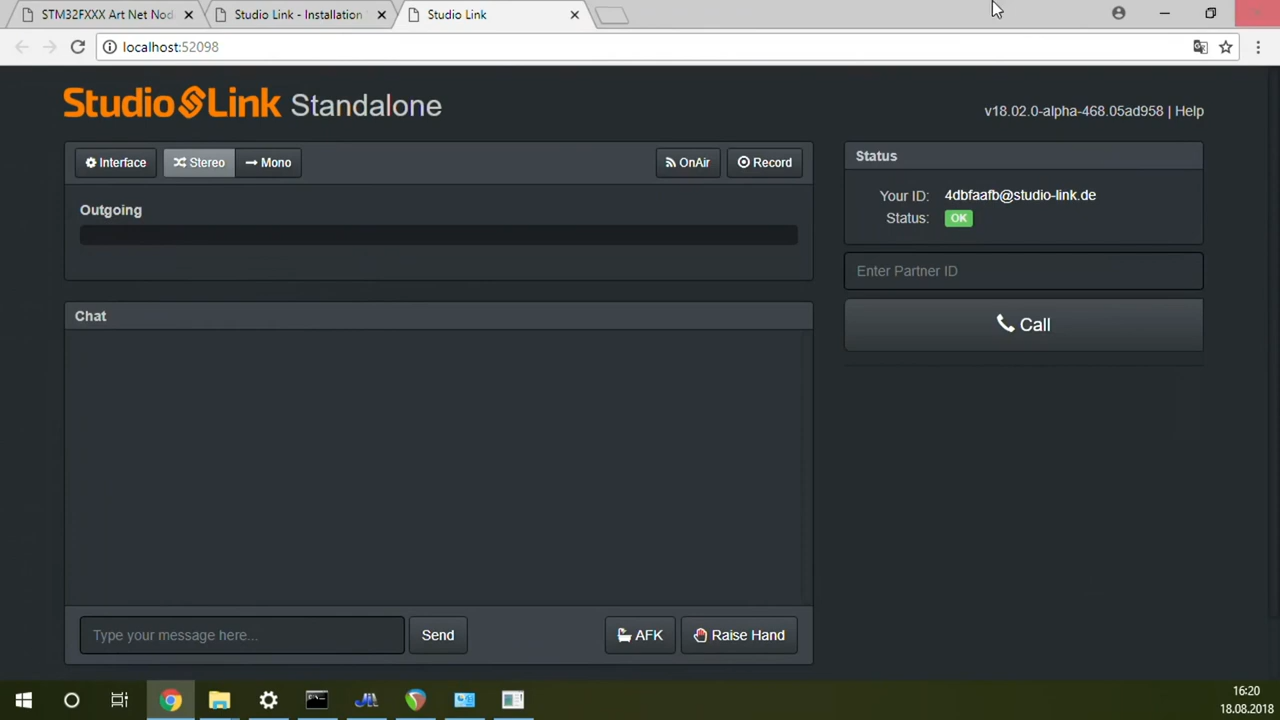 STM32FXXX Art Net Nod
Studio Link - Installation
Studio Link
localhost:52098
Studio Link Standalone
v18.02.0-alpha-468.05ad958 | Help
Interface
Stereo
Mono
OnAir
Record
Status
Outgoing
Your ID: 4dbfaafb@studio-link.de
Status: OK
Enter Partner ID
Call
Chat
Type your message here...
Send
AFK
Raise Hand
16:20
18.08.2018